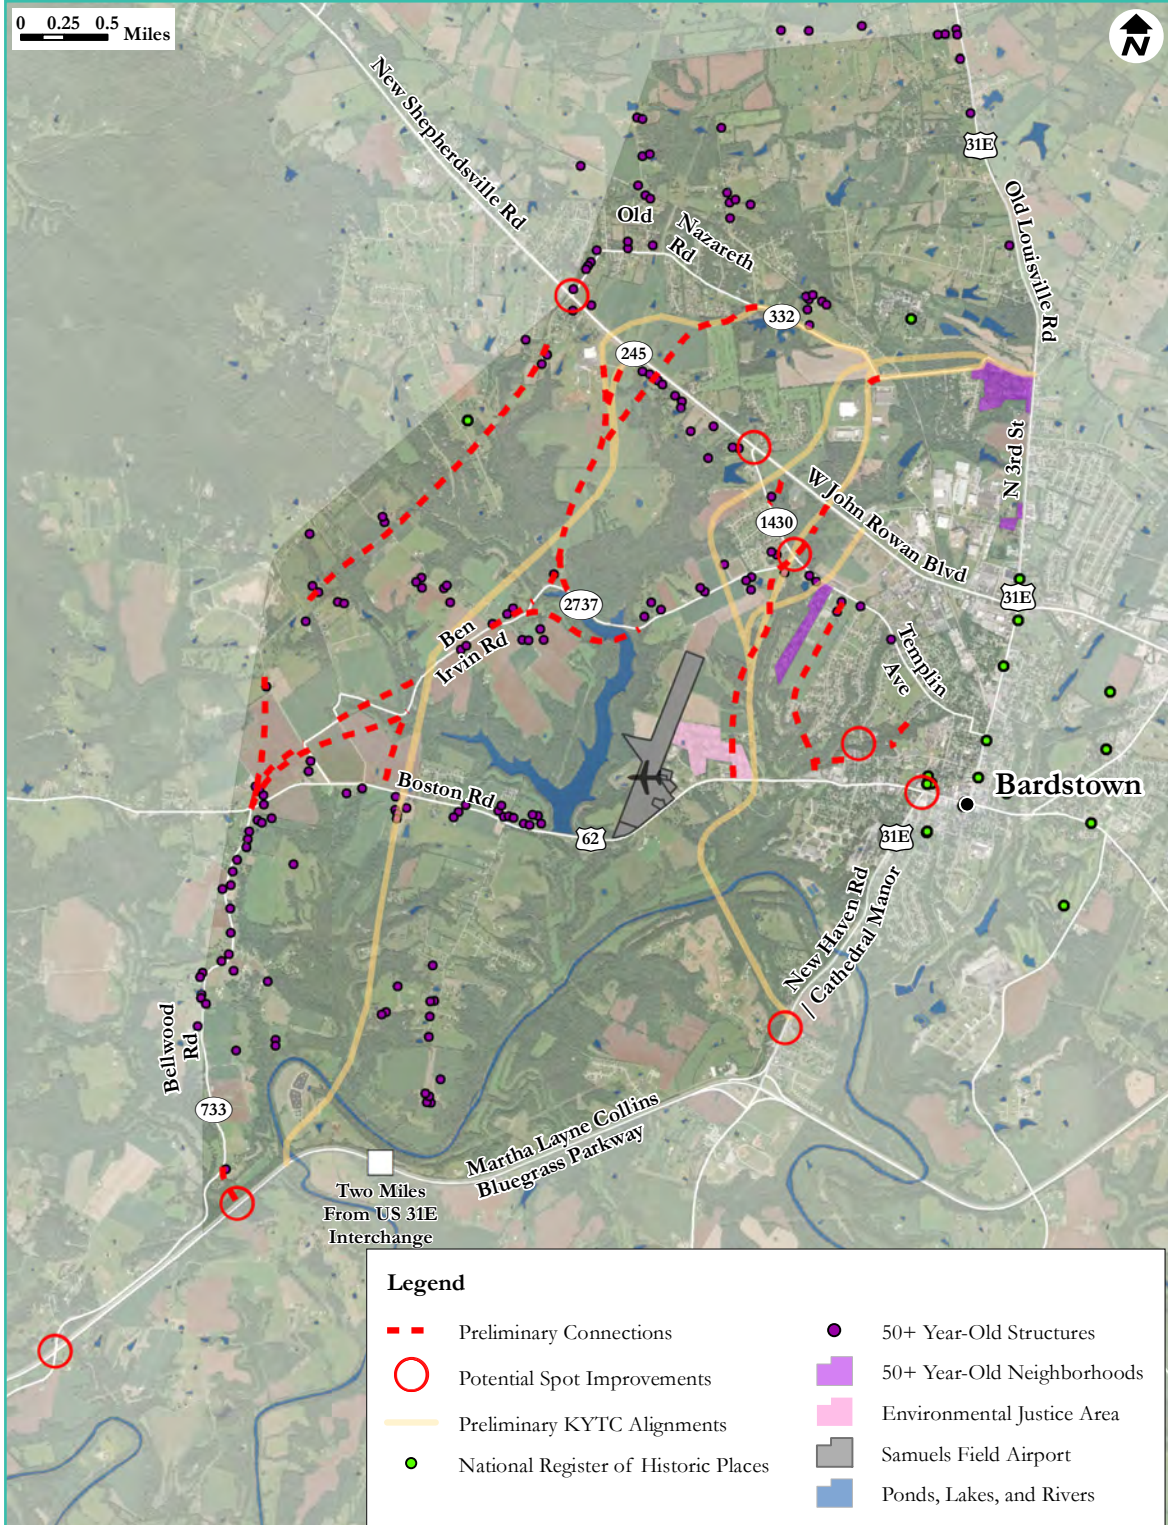 0 0.25 0.5
Miles
N
New Shepherdsville Rd
31E
Old Louisville Rd
Old
Nazareth
Rd
332
245
N 3rd St
W John Rowan Blvd
1430
2737
31E
Ben
Irvin Rd
Templin
Ave
Boston Rd
62
Bardstown
31E
New Haven Rd
/ Cathedral Manor
Bellwood
Rd
733
Martha Layne Collins
Bluegrass Parkway
Two Miles
From US 31E
Interchange
Legend
Preliminary Connections
Potential Spot Improvements
Preliminary KYTC Alignments
National Register of Historic Places
50+ Year-Old Structures
50+ Year-Old Neighborhoods
Environmental Justice Area
Samuels Field Airport
Ponds, Lakes, and Rivers